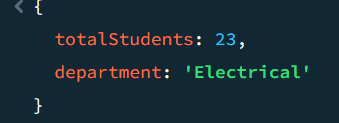 {
totalStudents: 23,
department: 'Electrical'
}